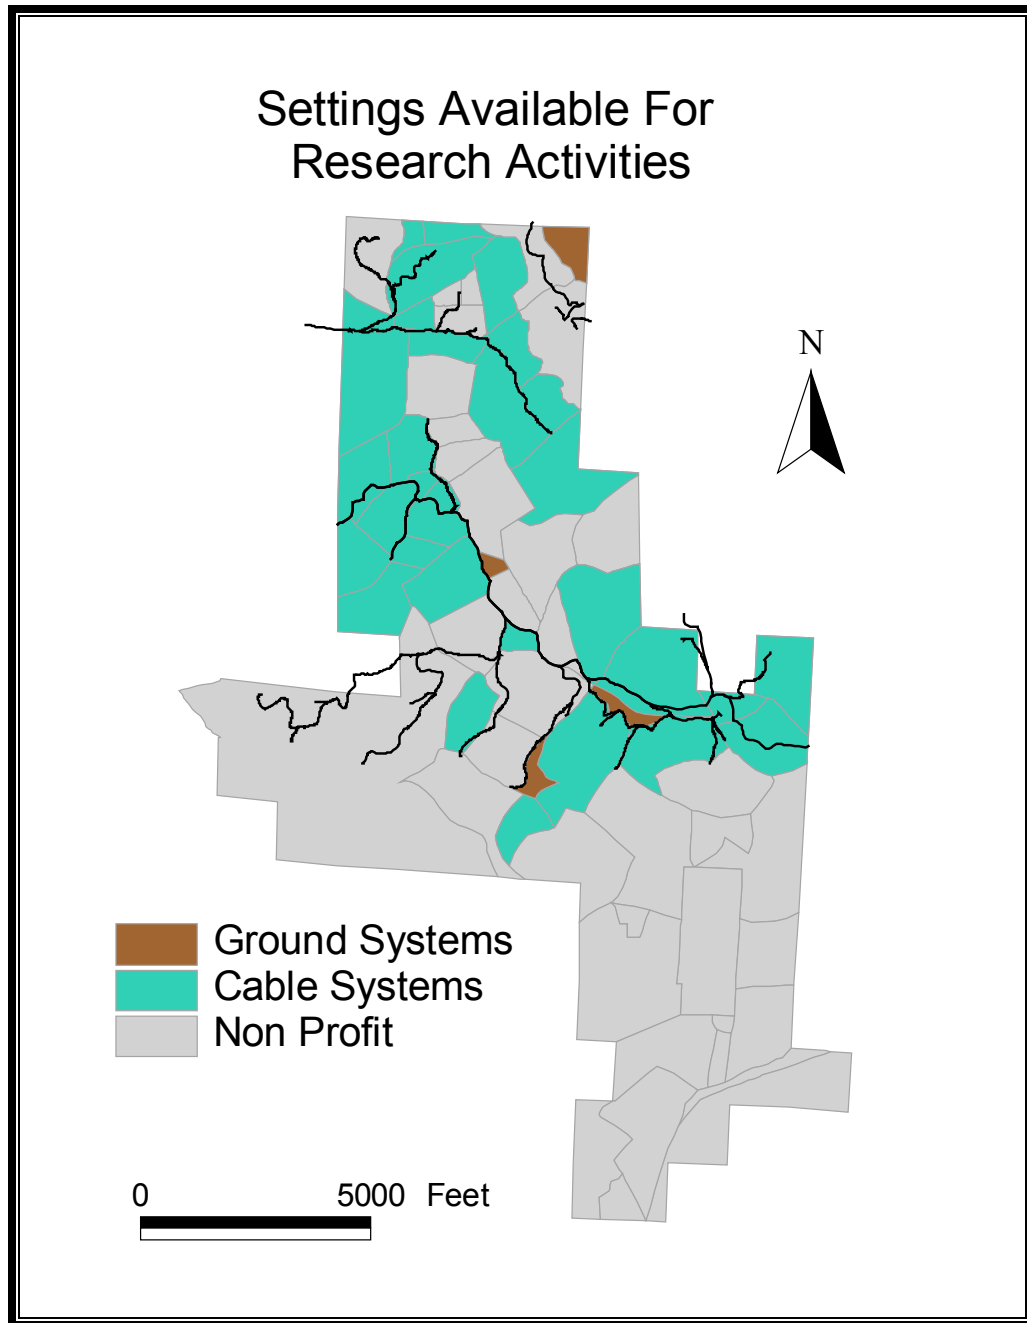 Settings Available For
Research Activities
N
Ground Systems
Cable Systems
Non Profit
0 5000 Feet